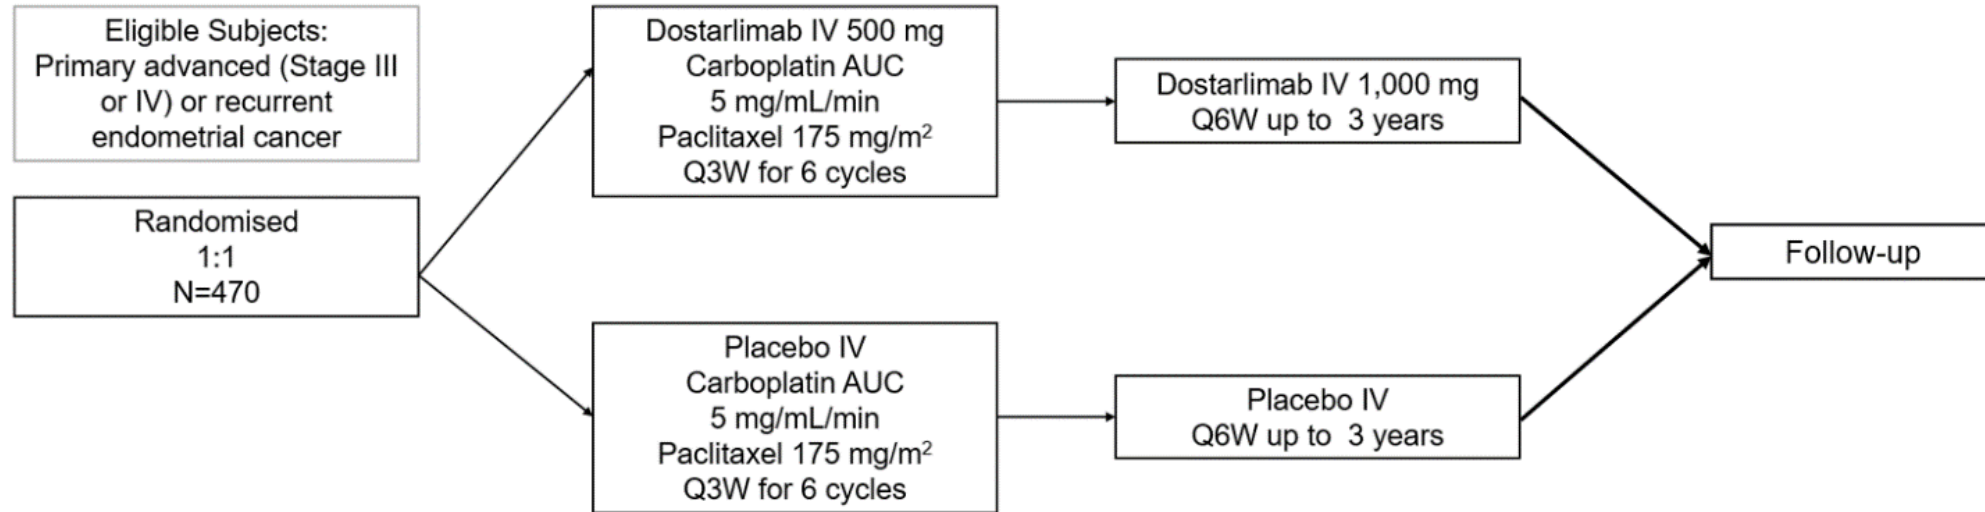 Eligible Subjects:
Primary advanced (Stage III
or IV) or recurrent
endometrial cancer
Randomised
1:1
N=470
Dostarlimab IV 500 mg
Carboplatin AUC
5 mg/mL/min
Paclitaxel 175 mg/m²
Q3W for 6 cycles
Dostarlimab IV 1,000 mg
Q6W up to  3 years
Placebo IV
Carboplatin AUC
5 mg/mL/min
Paclitaxel 175 mg/m²
Q3W for 6 cycles
Placebo IV
Q6W up to  3 years
Follow-up